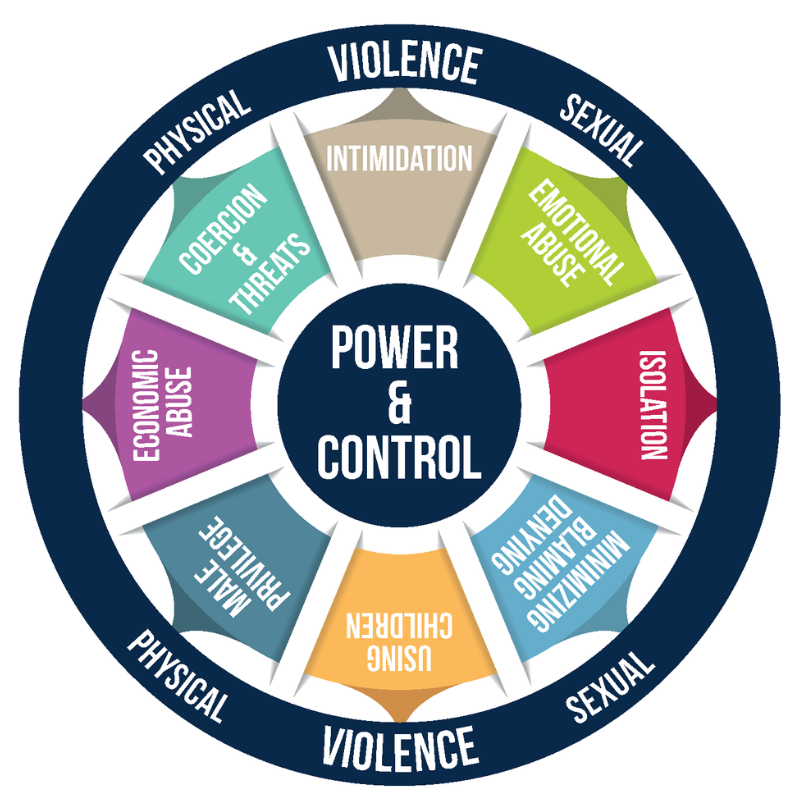 VIOLENCE
PHYSICAL
SEXUAL
INTIMIDATION
EMOTIONAL
ABUSE
ISOLATION
MINIMIZING
BLAMING
DENYING
USING
CHILDREN
MALE
PRIVILEGE
ECONOMIC
ABUSE
COERCION
&
THREATS
POWER
&
CONTROL
PHYSICAL
SEXUAL
VIOLENCE